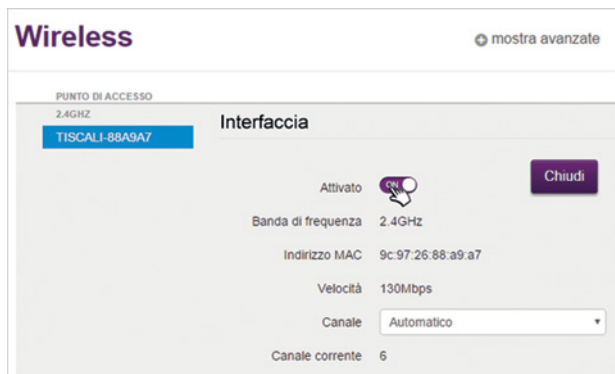 Wireless
mostra avanzate
PUNTO DI ACCESSO
2.4GHZ
TISCALI-88A9A7
Interfaccia
Attivato ON
Chiudi
Banda di frequenza 2.4GHz
Indirizzo MAC 9c:97:26:88:a9:a7
Velocità 130Mbps
Canale Automatico
Canale corrente 6